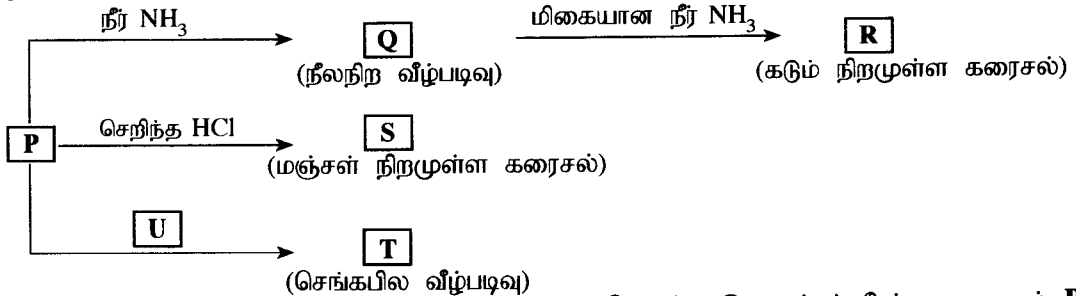 நீர் NH3
Q
மிகையான நீர் NH3
R
(நீலநிற வீழ்படிவு)
(கடும் நிறமுள்ள கரைசல்)
P
செறிந்த HCl
S
(மஞ்சள் நிறமுள்ள கரைசல்)
U
T
(செங்கபில வீழ்படிவு)